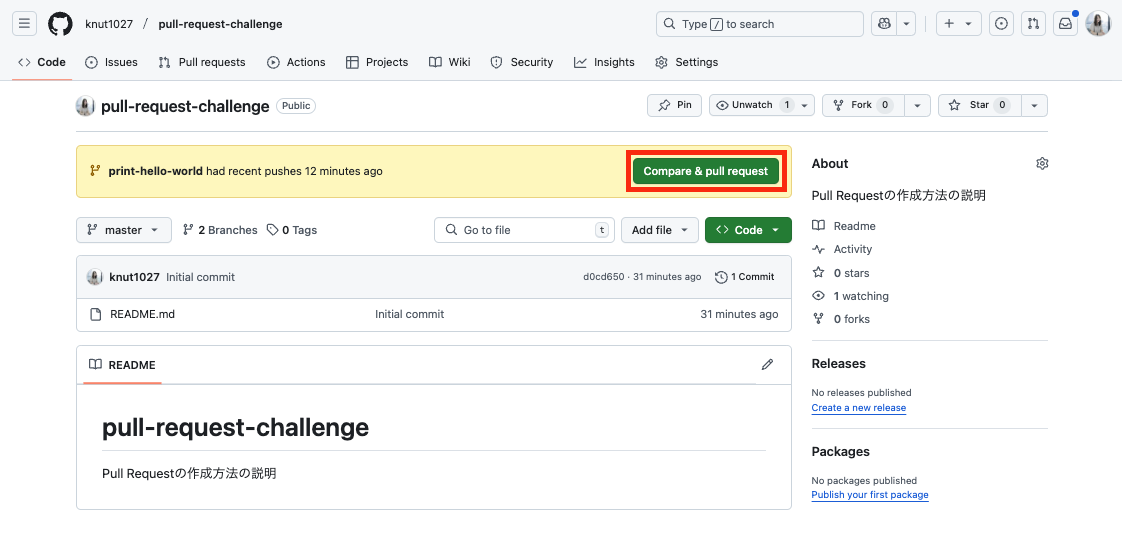 knut1027 / pull-request-challenge
Type / to search
Code Issues Pull requests Actions Projects Wiki Security Insights Settings
pull-request-challenge Public
Pin Unwatch 1 Fork 0 Star 0
print-hello-world had recent pushes 12 minutes ago
Compare & pull request
master 2 Branches 0 Tags
Go to file t
Add file
Code
knut1027 Initial commit d0cd650 · 31 minutes ago 1 Commit
README.md Initial commit 31 minutes ago
README
pull-request-challenge
Pull Requestの作成方法の説明
About
Pull Requestの作成方法の説明
Readme
Activity
0 stars
1 watching
0 forks
Releases
No releases published
Create a new release
Packages
No packages published
Publish your first package